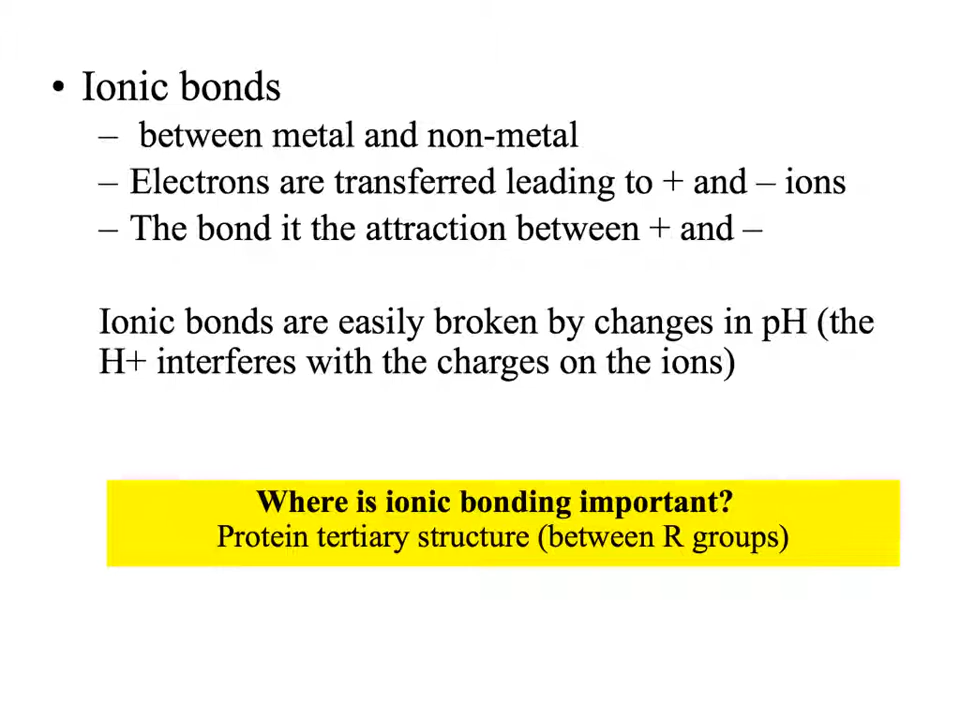 • Ionic bonds
– between metal and non-metal
– Electrons are transferred leading to + and – ions
– The bond it the attraction between + and –
Ionic bonds are easily broken by changes in pH (the
H+ interferes with the charges on the ions)
Where is ionic bonding important?
Protein tertiary structure (between R groups)